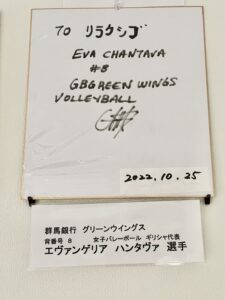 TO リラクシブ
EVA CHANTAVA
#8
GBGREEN WINGS
VOLLEYBALL
2022.10.25
群馬銀行 グリーンウイングス
背番号 8 女子バレーボール ギリシャ代表
エヴァンゲリア ハンタヴァ 選手